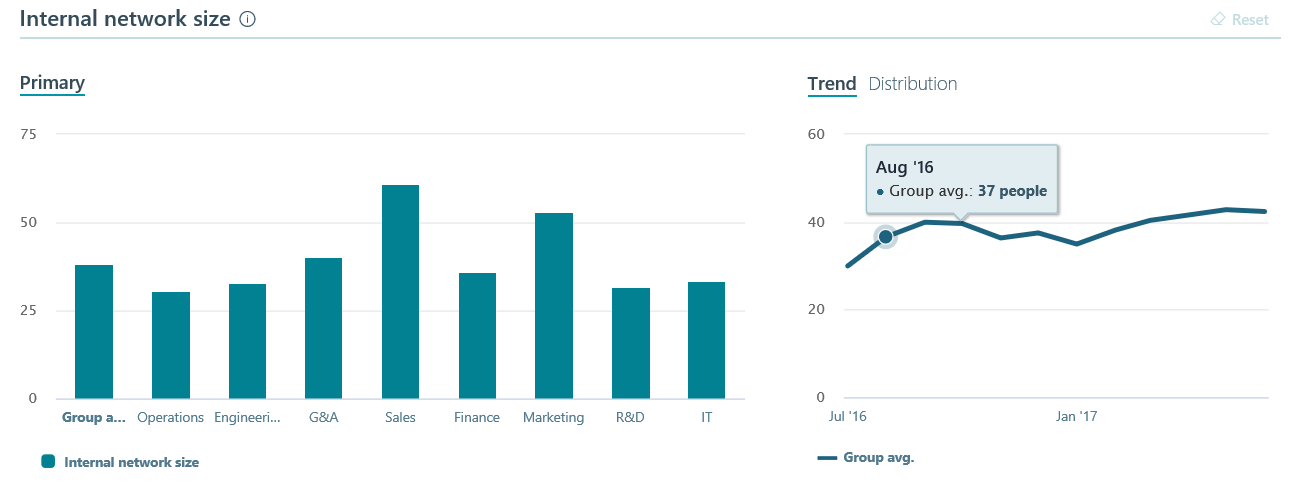 Internal network size
Reset
Primary
75
50
25
0
Group a... Operations Engineeri... G&A Sales Finance Marketing R&D IT
Internal network size
Trend Distribution
60
40
20
0
Aug '16
Group avg.: 37 people
Jul '16 Jan '17
Group avg.